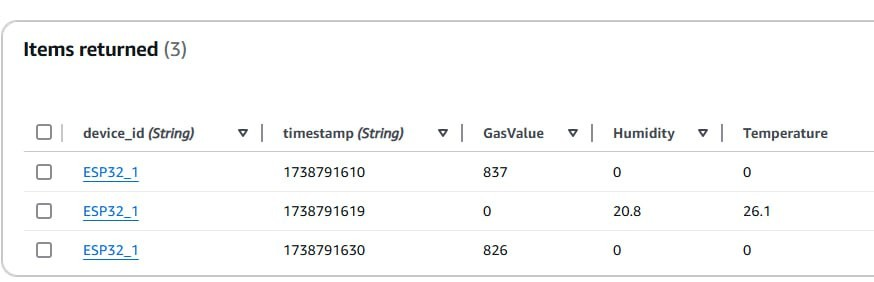 Items returned (3)
device_id (String) timestamp (String) GasValue Humidity Temperature
ESP32_1 1738791610 837 0 0
ESP32_1 1738791619 0 20.8 26.1
ESP32_1 1738791630 826 0 0